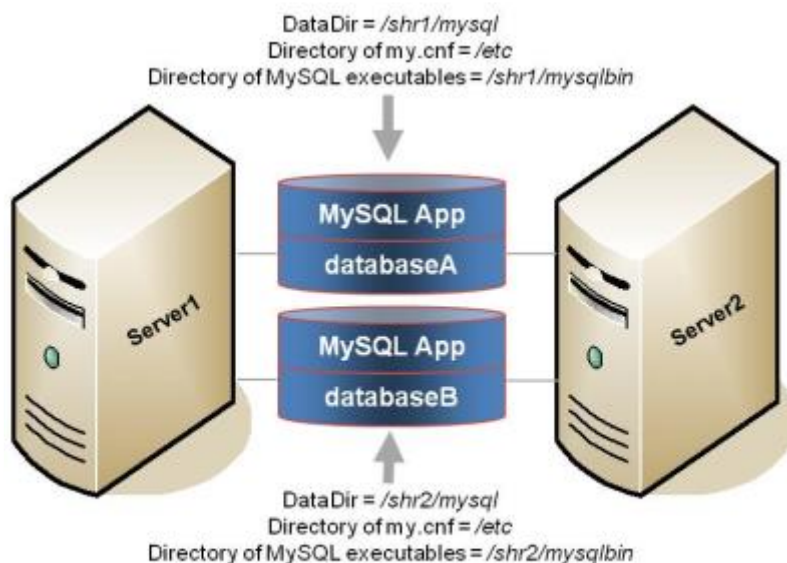 DataDir = /shr1/mysql
Directory of my.cnf = /etc
Directory of MySQL executables = /shr1/mysqlbin
MySQL App
databaseA
Server1
Server2
MySQL App
databaseB
DataDir = /shr2/mysql
Directory of my.cnf = /etc
Directory of MySQL executables = /shr2/mysqlbin